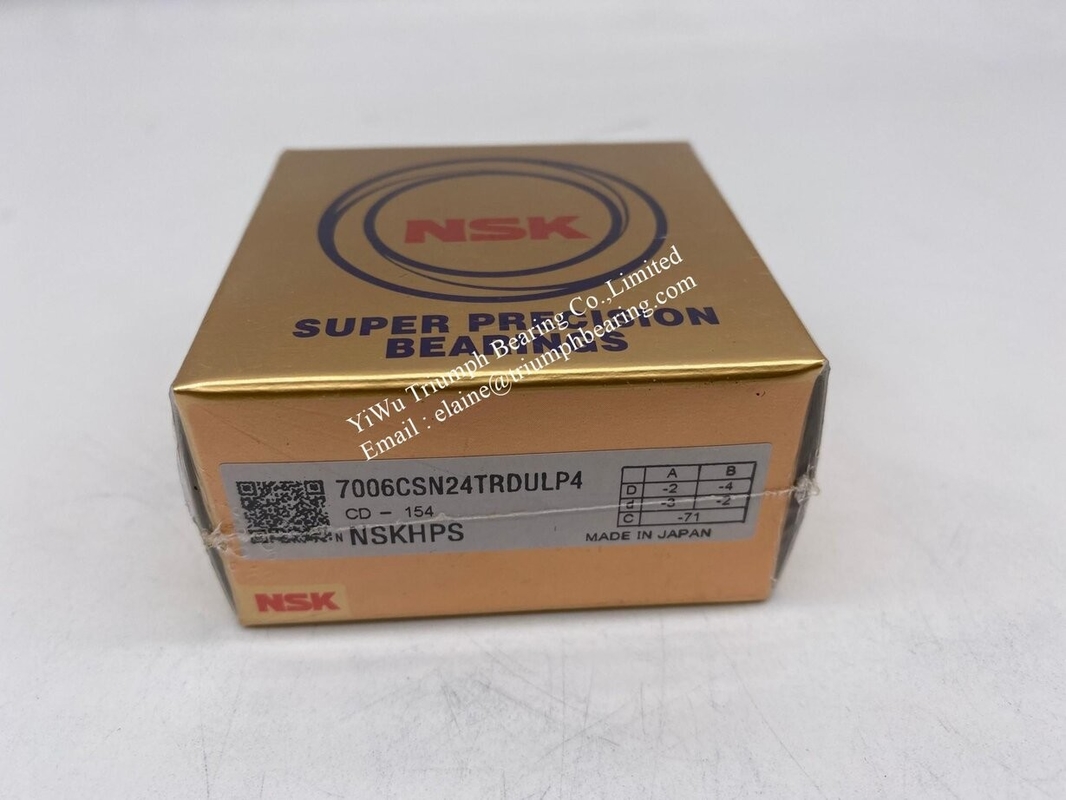 NSK
SUPER PRECISION
BEARINGS
YiWu Triumph Bearing Co.,Limited
Email : elaine@triumphbearing.com
7006CSN24TRDULP4
CD - 154
N NSKHPS
A B
D -2 -4
d -3 -2
C -71
MADE IN JAPAN
NSK